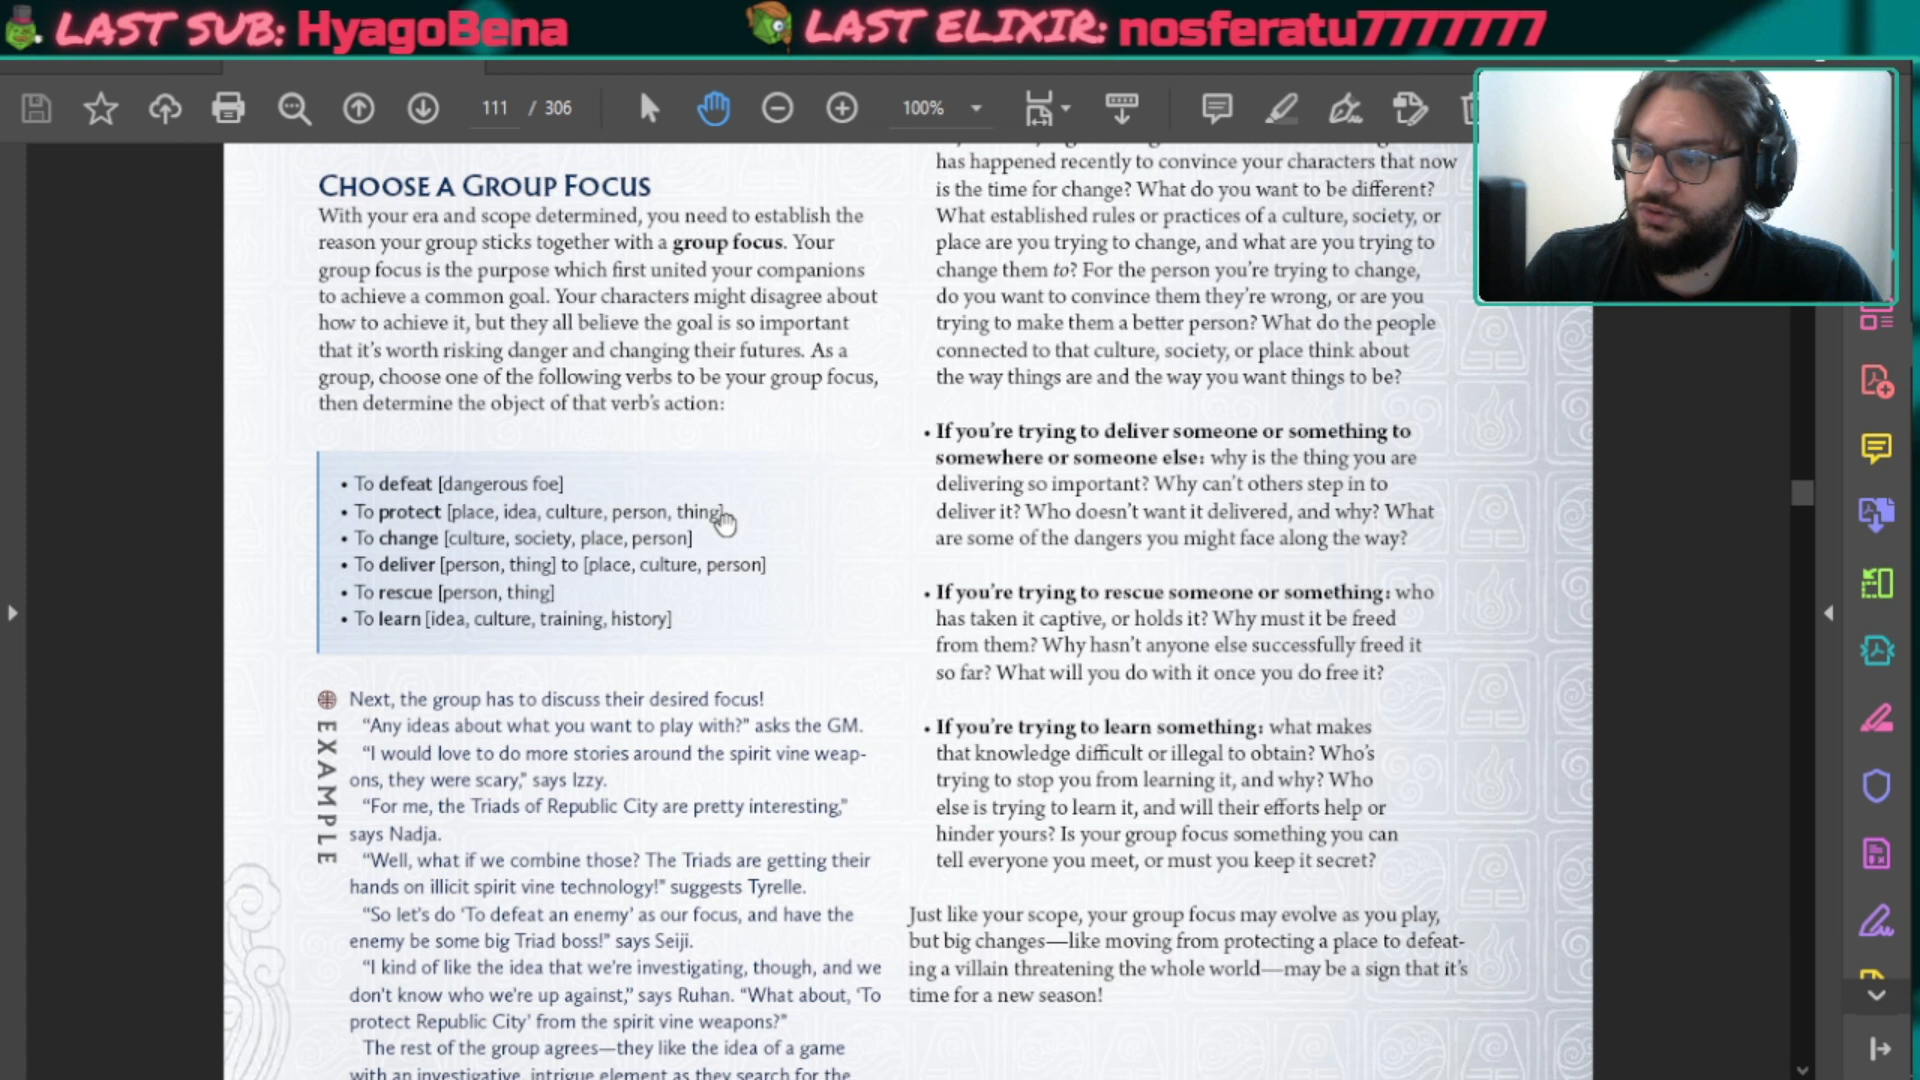 LAST SUB: HyagoBena
LAST ELIXIR: nosferatu7777777
111 / 306
100%
CHOOSE A GROUP FOCUS
With your era and scope determined, you need to establish the
reason your group sticks together with a group focus. Your
group focus is the purpose which first united your companions
to achieve a common goal. Your characters might disagree about
how to achieve it, but they all believe the goal is so important
that it's worth risking danger and changing their futures. As a
group, choose one of the following verbs to be your group focus,
then determine the object of that verb's action:
• To defeat [dangerous foe]
• To protect [place, idea, culture, person, thing]
• To change [culture, society, place, person]
• To deliver [person, thing] to [place, culture, person]
• To rescue [person, thing]
• To learn [idea, culture, training, history]
EXAMPLE
Next, the group has to discuss their desired focus!
“Any ideas about what you want to play with?” asks the GM.
“I would love to do more stories around the spirit vine weap-
ons, they were scary,” says Izzy.
“For me, the Triads of Republic City are pretty interesting,”
says Nadja.
“Well, what if we combine those? The Triads are getting their
hands on illicit spirit vine technology!” suggests Tyrelle.
“So let's do ‘To defeat an enemy’ as our focus, and have the
enemy be some big Triad boss!” says Seiji.
“I kind of like the idea that we're investigating, though, and we
don't know who we're up against,” says Ruhan. “What about, ‘To
protect Republic City’ from the spirit vine weapons?”
The rest of the group agrees—they like the idea of a game
with an investigative, intrigue element as they search for the
has happened recently to convince your characters that now
is the time for change? What do you want to be different?
What established rules or practices of a culture, society, or
place are you trying to change, and what are you trying to
change them to? For the person you're trying to change,
do you want to convince them they're wrong, or are you
trying to make them a better person? What do the people
connected to that culture, society, or place think about
the way things are and the way you want things to be?
• If you're trying to deliver someone or something to
somewhere or someone else: why is the thing you are
delivering so important? Why can't others step in to
deliver it? Who doesn't want it delivered, and why? What
are some of the dangers you might face along the way?
• If you're trying to rescue someone or something: who
has taken it captive, or holds it? Why must it be freed
from them? Why hasn't anyone else successfully freed it
so far? What will you do with it once you do free it?
• If you're trying to learn something: what makes
that knowledge difficult or illegal to obtain? Who's
trying to stop you from learning it, and why? Who
else is trying to learn it, and will their efforts help or
hinder yours? Is your group focus something you can
tell everyone you meet, or must you keep it secret?
Just like your scope, your group focus may evolve as you play,
but big changes—like moving from protecting a place to defeat-
ing a villain threatening the whole world—may be a sign that it's
time for a new season!